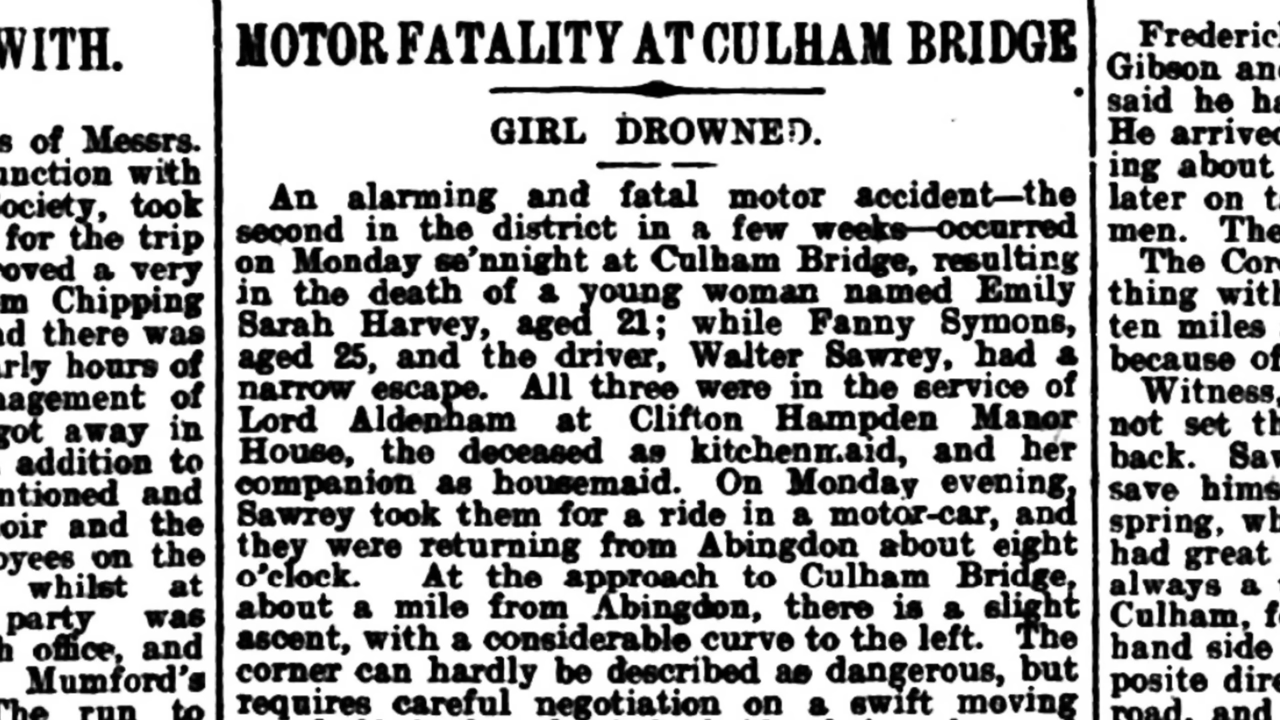 WITH.
s of Messrs.
unction with
ociety, took
for the trip
roved a very
m Chipping
nd there was
arly hours of
nagement of
got away in
addition to
ntioned and
oir and the
oyees on the
whilst at
party was
h office, and
Mumford's
The run to
MOTOR FATALITY AT CULHAM BRIDGE
GIRL DROWNED.
An alarming and fatal motor accident—the
second in the district in a few weeks—occurred
on Monday se'nnight at Culham Bridge, resulting
in the death of a young woman named Emily
Sarah Harvey, aged 21; while Fanny Symons,
aged 25, and the driver, Walter Sawrey, had a
narrow escape. All three were in the service of
Lord Aldenham at Clifton Hampden Manor
House, the deceased as kitchenmaid, and her
companion as housemaid. On Monday evening,
Sawrey took them for a ride in a motor-car, and
they were returning from Abingdon about eight
o'clock. At the approach to Culham Bridge,
about a mile from Abingdon, there is a slight
ascent, with a considerable curve to the left. The
corner can hardly be described as dangerous, but
requires careful negotiation on a swift moving
Frederic
Gibson an
said he ha
He arrived
ing about
later on t
men. The
The Cor
thing with
ten miles
because of
Witness,
not set th
back. Saw
save hims
spring, wh
had great
always a
Culham, f
hand side
posite dire
road, and